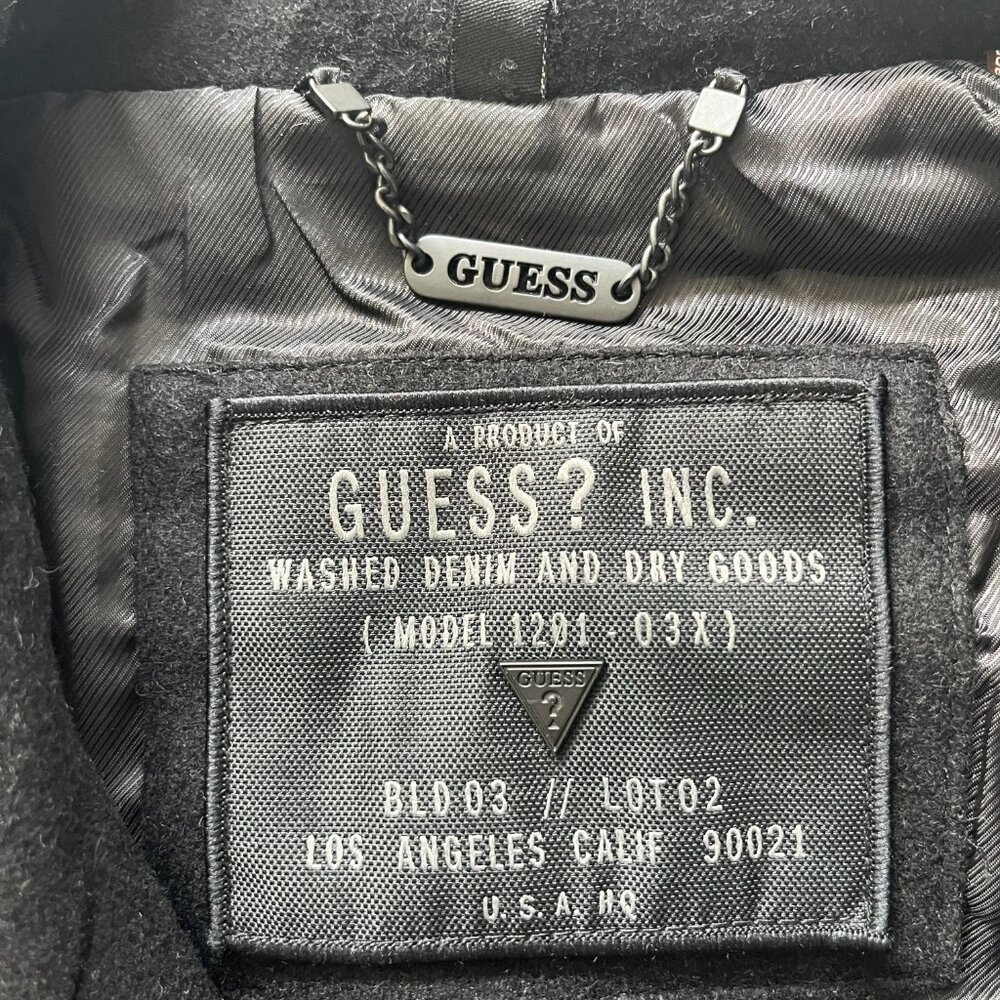 GUESS
A PRODUCT OF
GUESS? INC.
WASHED DENIM AND DRY GOODS
( MODEL 1201 - 03X )
GUESS
?
BLD 03 // LOT 02
LOS ANGELES CALIF 90021
U.S.A. HQ